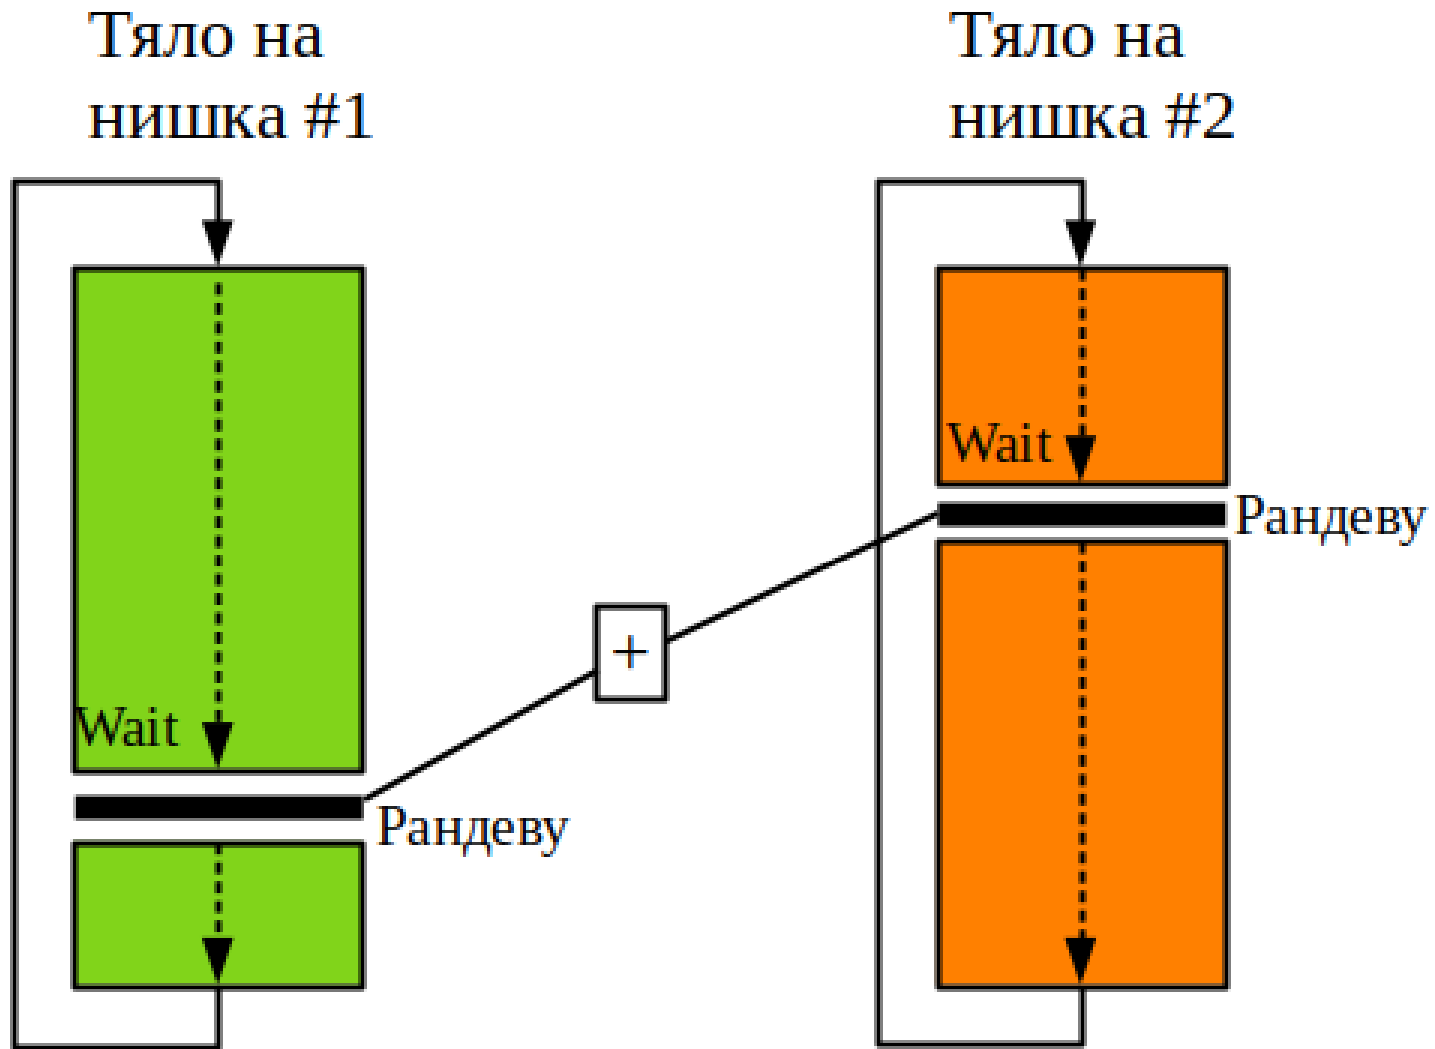 Тяло на
нишка #1
Тяло на
нишка #2
Wait
Рандеву
+
Wait
Рандеву